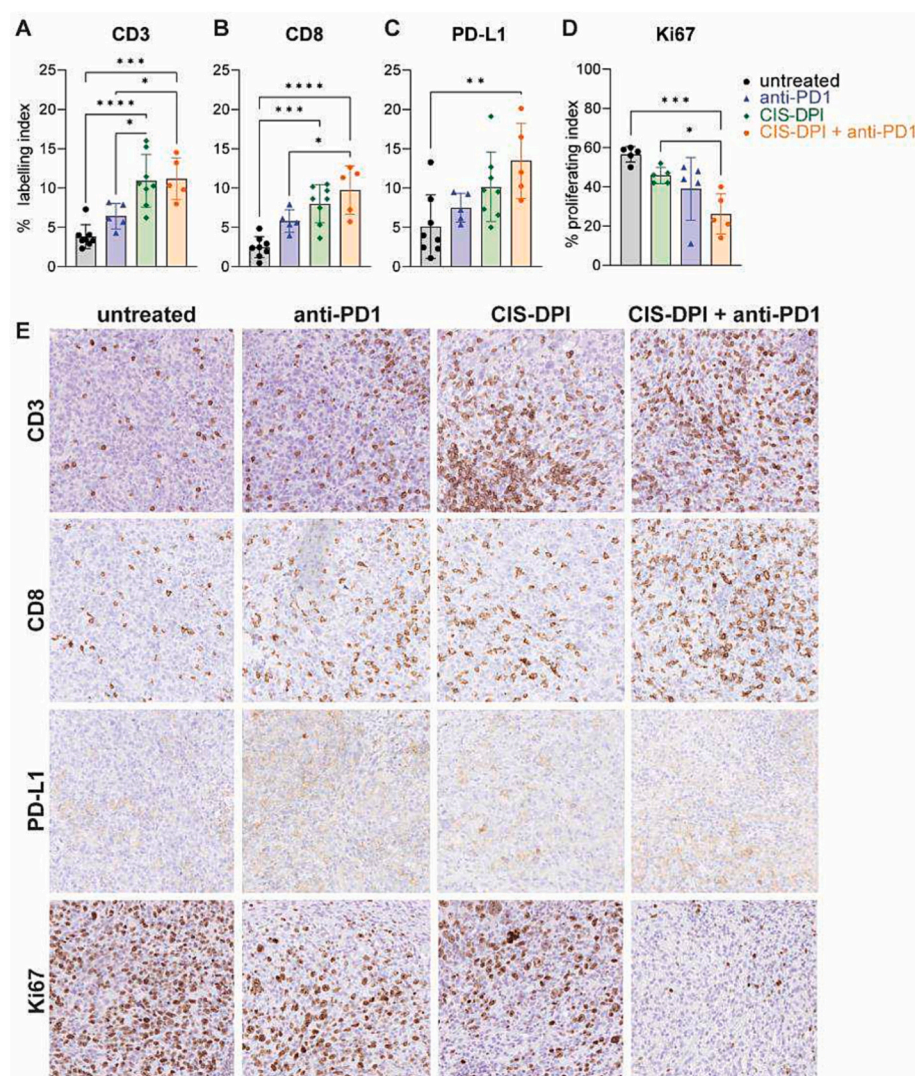 A CD3
B CD8
C PD-L1
D Ki67
% labelling index
25
20
15
10
5
0
*** 
*
****
*
25
20
15
10
5
0
****
***
*
25
20
15
10
5
0
**
% proliferating index
100
80
60
40
20
0
***
*
untreated
anti-PD1
CIS-DPI
CIS-DPI + anti-PD1
E
untreated anti-PD1 CIS-DPI CIS-DPI + anti-PD1
CD3
CD8
PD-L1
Ki67